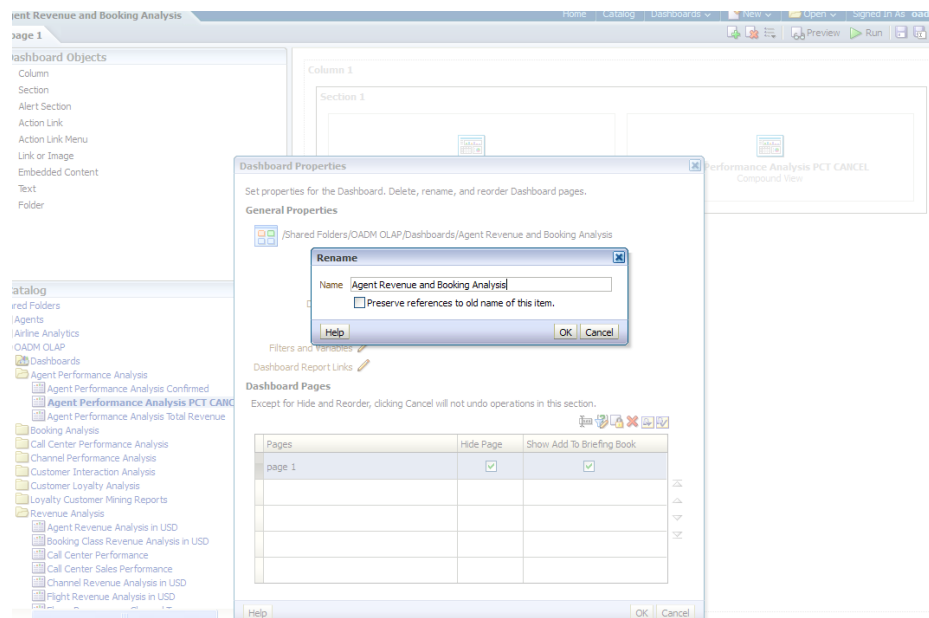 gent Revenue and Booking Analysis
Home Catalog Dashboards New Open Signed In As oad
page 1
Preview Run
ashboard Objects
Column
Section
Alert Section
Action Link
Action Link Menu
Link or Image
Embedded Content
Text
Folder
Column 1
Section 1
Performance Analysis PCT CANCEL
Compound View
Dashboard Properties
Set properties for the Dashboard. Delete, rename, and reorder Dashboard pages.
General Properties
/Shared Folders/OADM OLAP/Dashboards/Agent Revenue and Booking Analysis
Rename
Name Agent Revenue and Booking Analysis
Preserve references to old name of this item.
Help OK Cancel
Filters and Variables
Dashboard Report Links
Dashboard Pages
Except for Hide and Reorder, clicking Cancel will not undo operations in this section.
Pages Hide Page Show Add To Briefing Book
page 1
Help OK Cancel
atalog
ared Folders
Agents
Airline Analytics
OADM OLAP
Dashboards
Agent Performance Analysis
Agent Performance Analysis Confirmed
Agent Performance Analysis PCT CANC
Agent Performance Analysis Total Revenue
Booking Analysis
Call Center Performance Analysis
Channel Performance Analysis
Customer Interaction Analysis
Customer Loyalty Analysis
Loyalty Customer Mining Reports
Revenue Analysis
Agent Revenue Analysis in USD
Booking Class Revenue Analysis in USD
Call Center Performance
Call Center Sales Performance
Channel Revenue Analysis in USD
Flight Revenue Analysis in USD